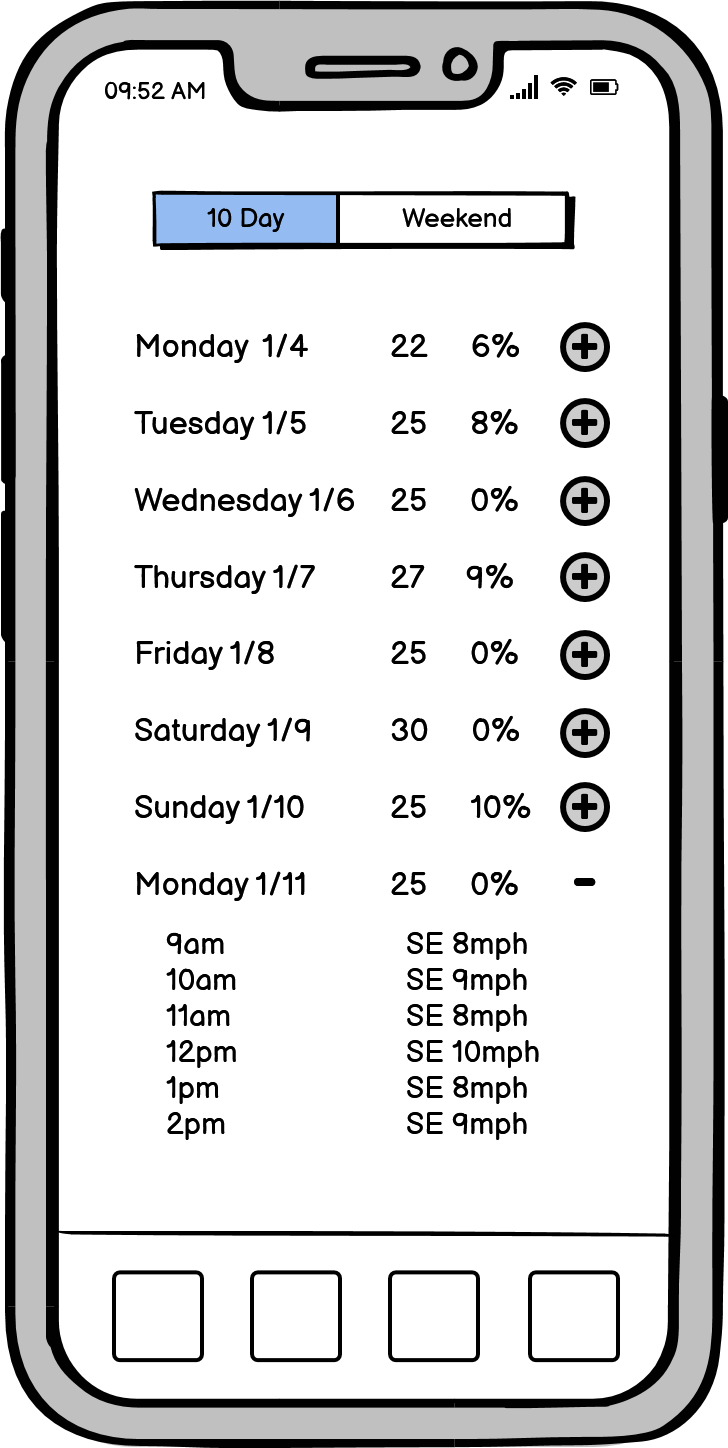 09:52 AM
10 Day Weekend
Monday 1/4 22 6%
Tuesday 1/5 25 8%
Wednesday 1/6 25 0%
Thursday 1/7 27 9%
Friday 1/8 25 0%
Saturday 1/9 30 0%
Sunday 1/10 25 10%
Monday 1/11 25 0% -
9am SE 8mph
10am SE 9mph
11am SE 8mph
12pm SE 10mph
1pm SE 8mph
2pm SE 9mph